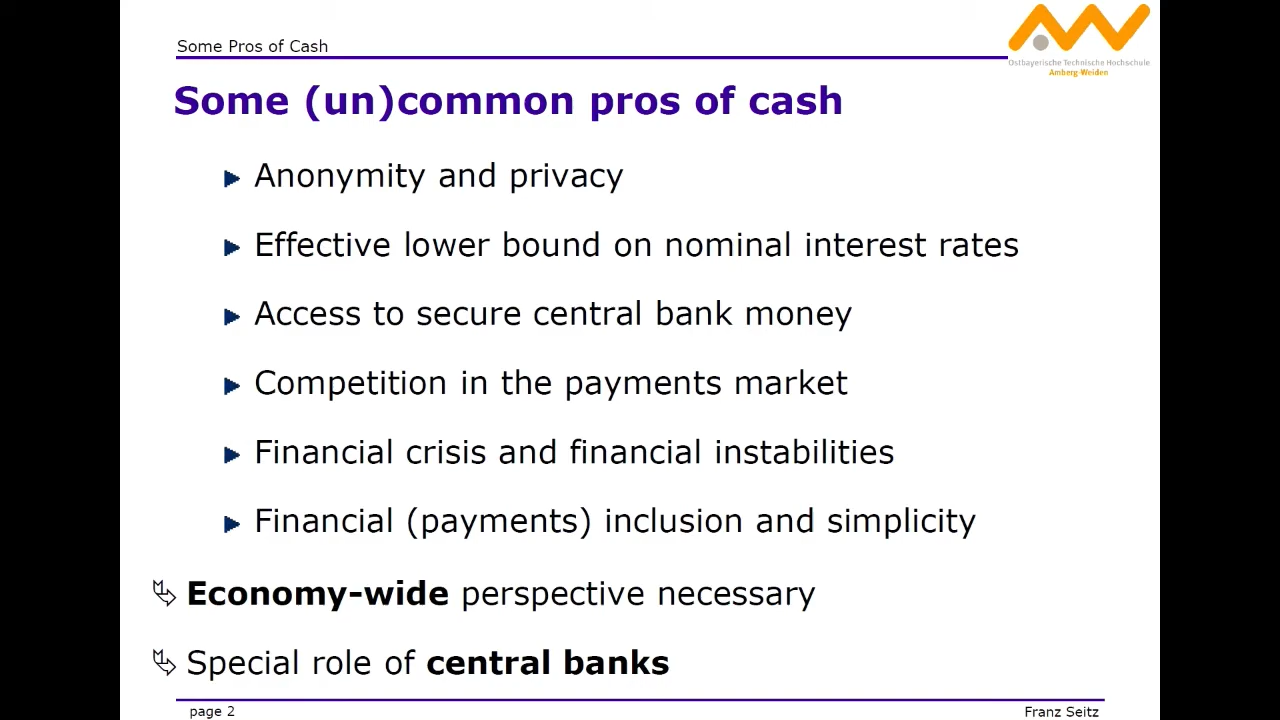 Some Pros of Cash
Ostbayerische Technische Hochschule
Amberg-Weiden
Some (un)common pros of cash
Anonymity and privacy
Effective lower bound on nominal interest rates
Access to secure central bank money
Competition in the payments market
Financial crisis and financial instabilities
Financial (payments) inclusion and simplicity
Economy-wide perspective necessary
Special role of central banks
page 2
Franz Seitz